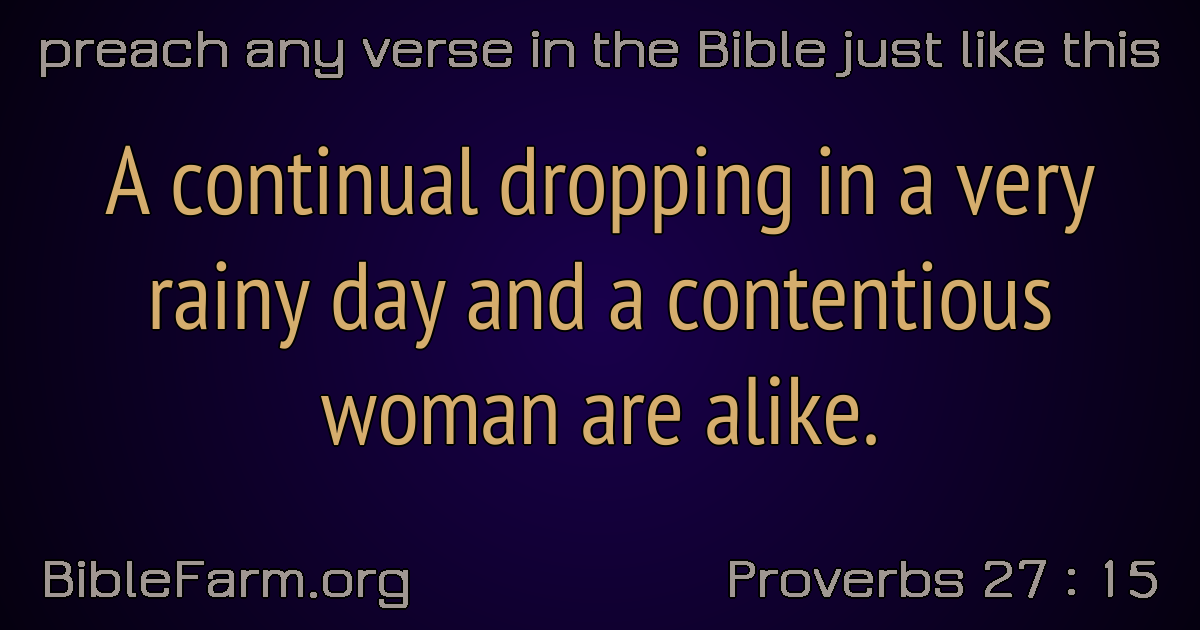 preach any verse in the Bible just like this
A continual dropping in a very
rainy day and a contentious
woman are alike.
BibleFarm.org
Proverbs 27 : 15